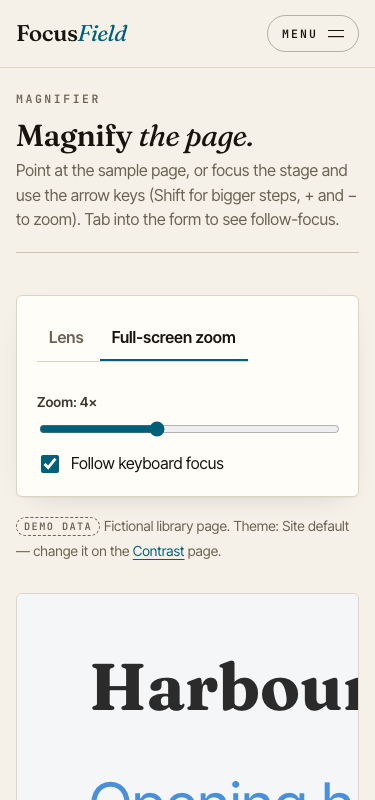 FocusField
MENU
MAGNIFIER
Magnify the page.
Point at the sample page, or focus the stage and
use the arrow keys (Shift for bigger steps, + and −
to zoom). Tab into the form to see follow-focus.
Lens
Full-screen zoom
Zoom: 4×
Follow keyboard focus
DEMO DATA Fictional library page. Theme: Site default
— change it on the Contrast page.
Harbour
Opening h